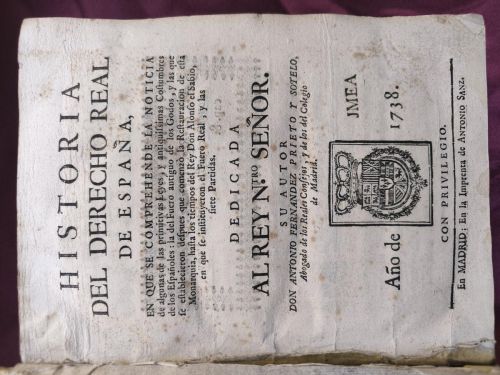 HISTORIA
DEL DERECHO REAL
DE ESPAÑA,
EN QUE SE COMPREHENDE LA NOTICIA
de algunas de las primitivas Leyes, y antiquissimas Costumbres
de los Españoles: la del Fuero antiguo de los Godos, y las que
se establecieron despues que comenzò la Restauracion de esta
Monarquia, hasta los tiempos del Rey Don Alonso el Sabio,
en que se instituyeron el Fuero Real, y las
siete Partidas.
DEDICADA
AL REY N.RO SEÑOR.
SU AUTOR
DON ANTONIO FERNANDEZ PRIETO Y SOTELO,
Abogado de los Reales Consejos, y de los del Colegio
de Madrid.
Año de
JMEA
1738.
CON PRIVILEGIO.
En MADRID: En la Imprenta de ANTONIO SANZ.